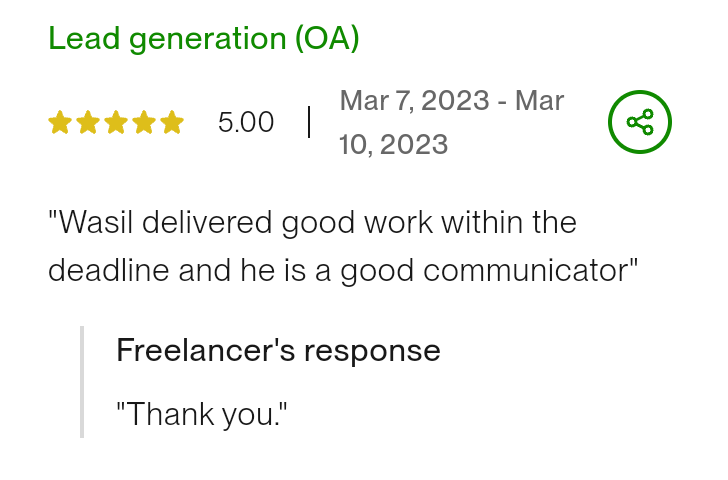 Lead generation (OA)
5.00
Mar 7, 2023 - Mar
10, 2023
"Wasil delivered good work within the
deadline and he is a good communicator"
Freelancer's response
"Thank you."